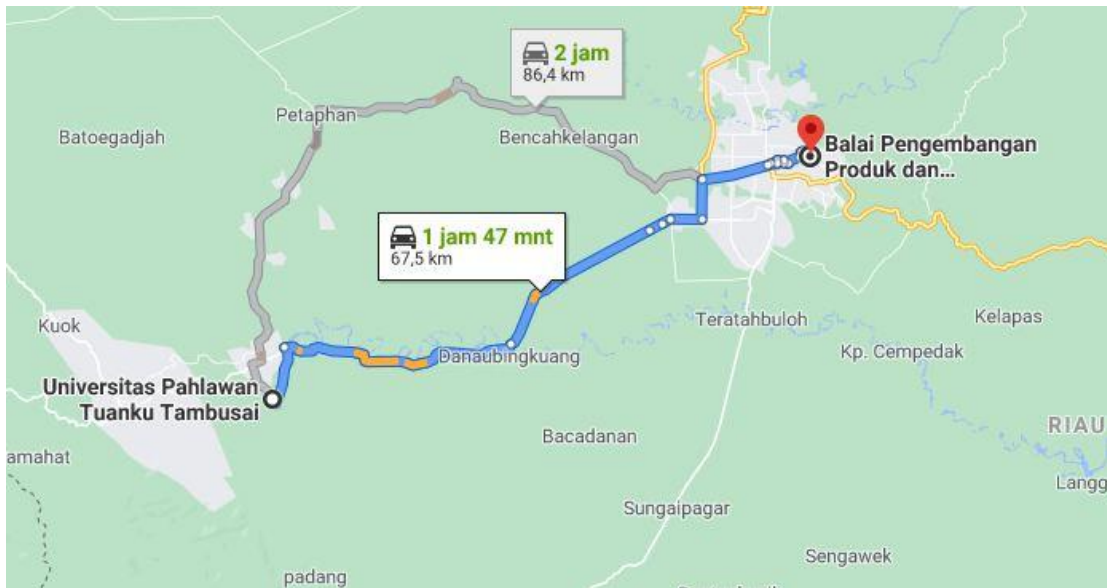 2 jam
86,4 km
Petaphan
Batoegadjah
Bencahkelangan
Balai Pengembangan
Produk dan...
1 jam 47 mnt
67,5 km
Kuok
Teratahbuloh
Kelapas
Kp. Cempedak
Danaubingkuang
Universitas Pahlawan
Tuanku Tambusai
RIAU
Bacadanan
amahat
Langg
Sungaipagar
Sengawek
padang